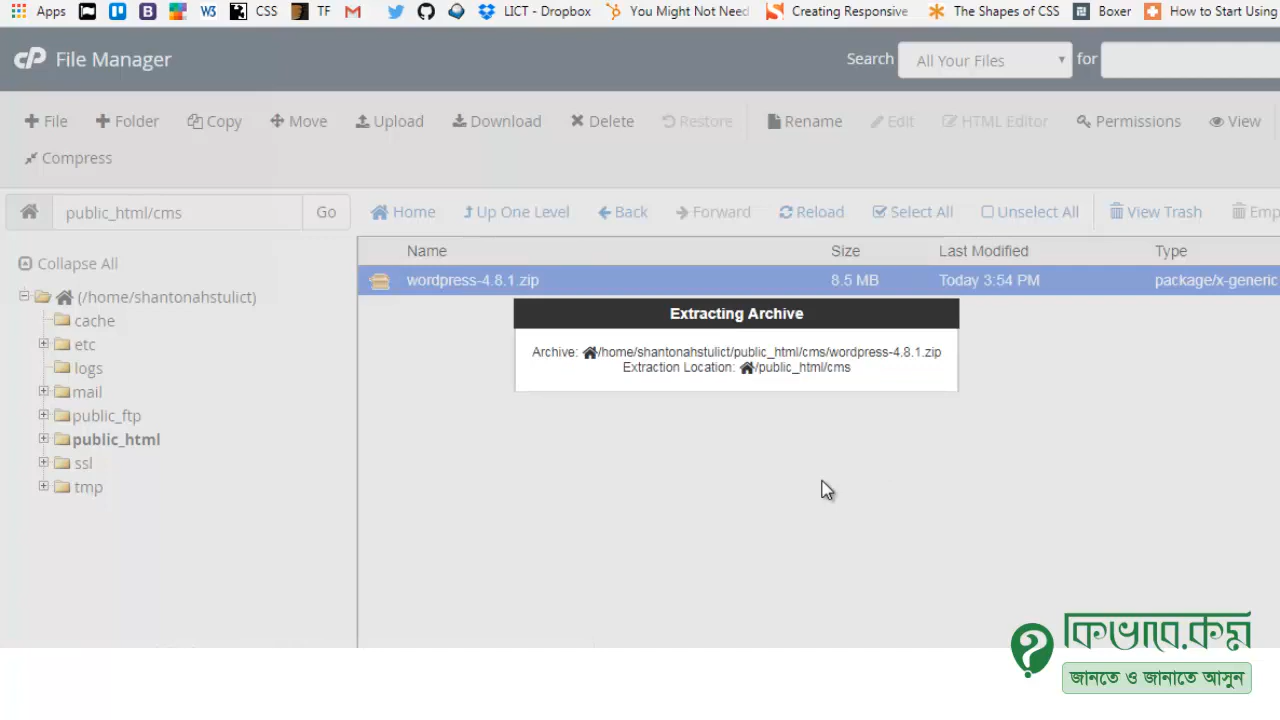 Apps
B
W3
CSS
TF
LICT - Dropbox
You Might Not Need
Creating Responsive
The Shapes of CSS
Boxer
How to Start Using
cP File Manager
Search
All Your Files
for
File
Folder
Copy
Move
Upload
Download
Delete
Restore
Rename
Edit
HTML Editor
Permissions
View
Compress
public_html/cms
Go
Home
Up One Level
Back
Forward
Reload
Select All
Unselect All
View Trash
Emp
Collapse All
(/home/shantonahstulict)
cache
etc
logs
mail
public_ftp
public_html
ssl
tmp
Name Size Last Modified Type
wordpress-4.8.1.zip 8.5 MB Today 3:54 PM package/x-generic
Extracting Archive
Archive: /home/shantonahstulict/public_html/cms/wordpress-4.8.1.zip
Extraction Location: /public_html/cms
কিভাবে.কম
জানতে ও জানাতে আসুন